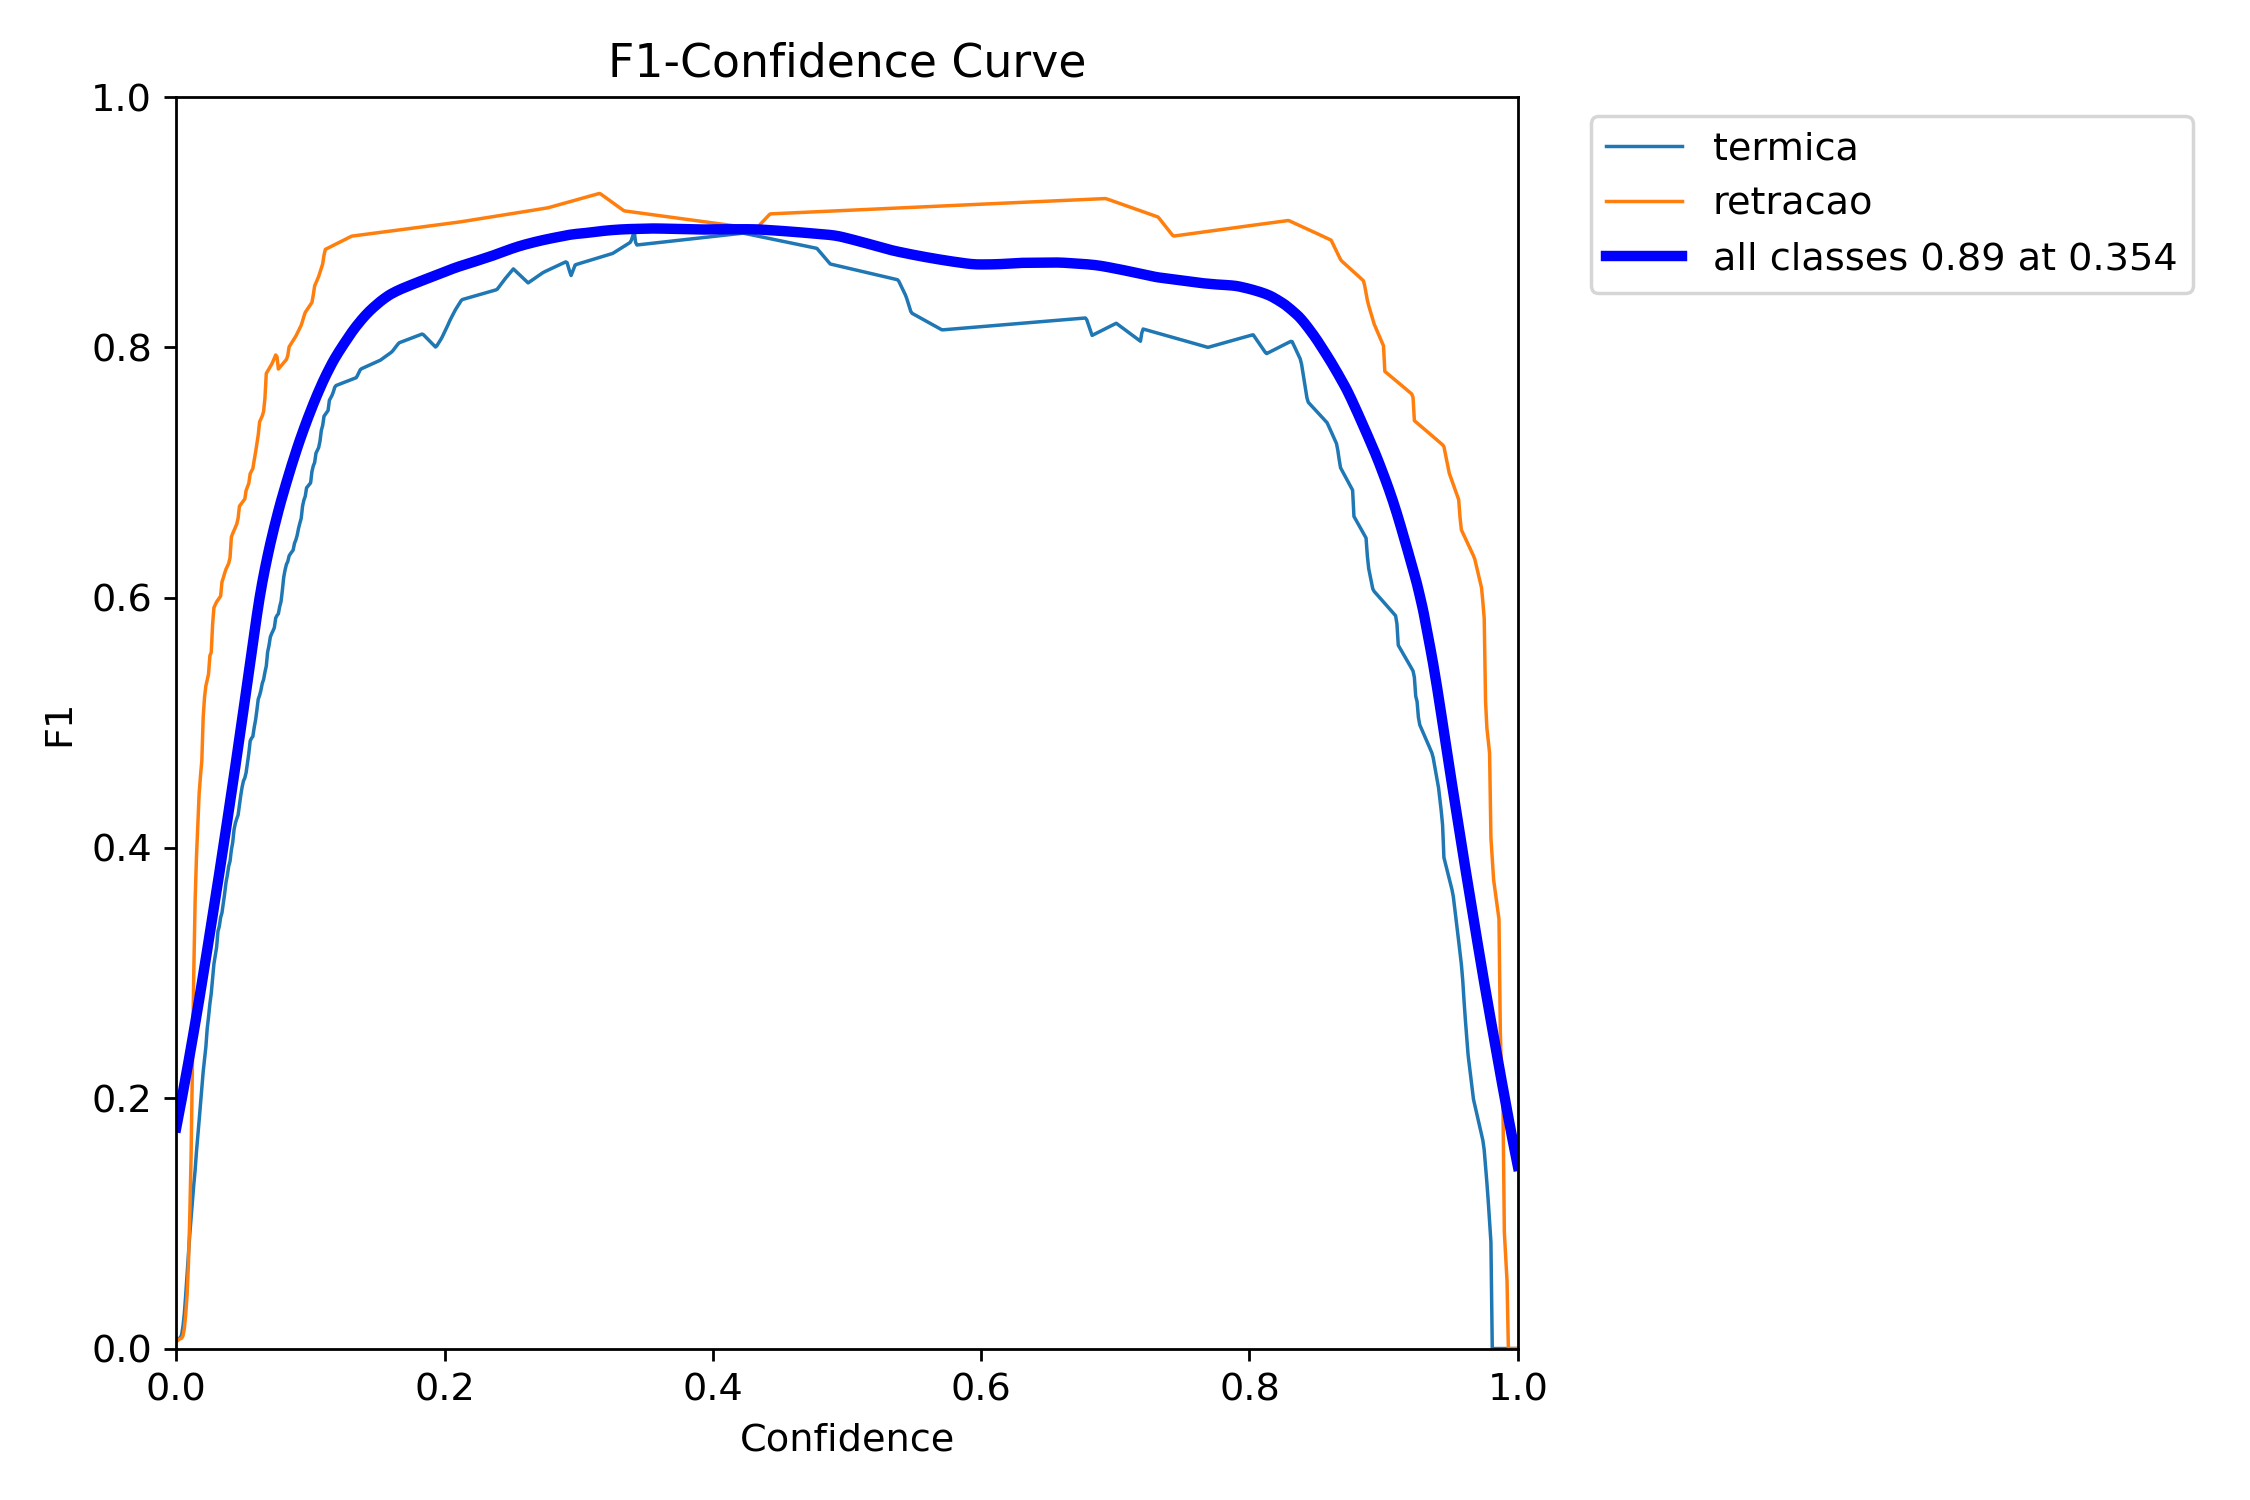 F1-Confidence Curve
1.0
0.8
0.6
0.4
0.2
0.0
F1
0.0 0.2 0.4 0.6 0.8 1.0
Confidence
termica
retracao
all classes 0.89 at 0.354